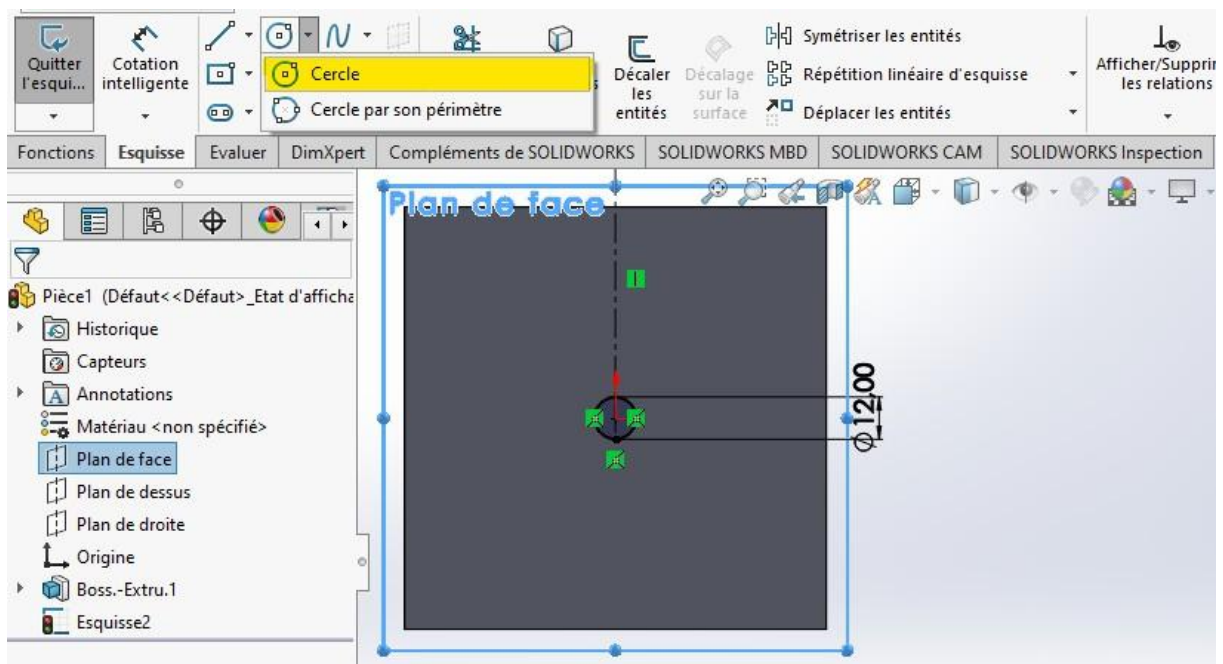 Quitter
l'esqui...
Cotation
intelligente
Cercle
Cercle par son périmètre
Décaler
les
entités
Décalage
sur la
surface
Symétriser les entités
Répétition linéaire d'esquisse
Déplacer les entités
Afficher/Supprir
les relations
Fonctions Esquisse Evaluer DimXpert Compléments de SOLIDWORKS SOLIDWORKS MBD SOLIDWORKS CAM SOLIDWORKS Inspection
Plan de face
Pièce1 (Défaut<<Défaut>_Etat d'afficha
Historique
Capteurs
A Annotations
Matériau <non spécifié>
Plan de face
Plan de dessus
Plan de droite
Origine
Boss.-Extru.1
Esquisse2
∅12,00